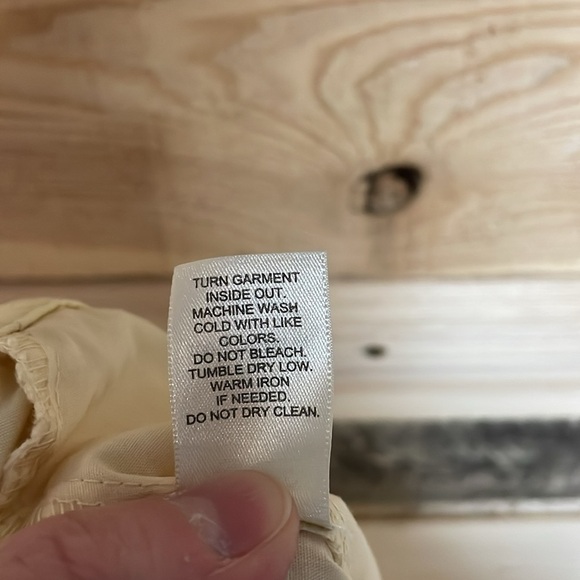 TURN GARMENT
INSIDE OUT.
MACHINE WASH
COLD WITH LIKE
COLORS.
DO NOT BLEACH.
TUMBLE DRY LOW.
WARM IRON
IF NEEDED.
DO NOT DRY CLEAN.